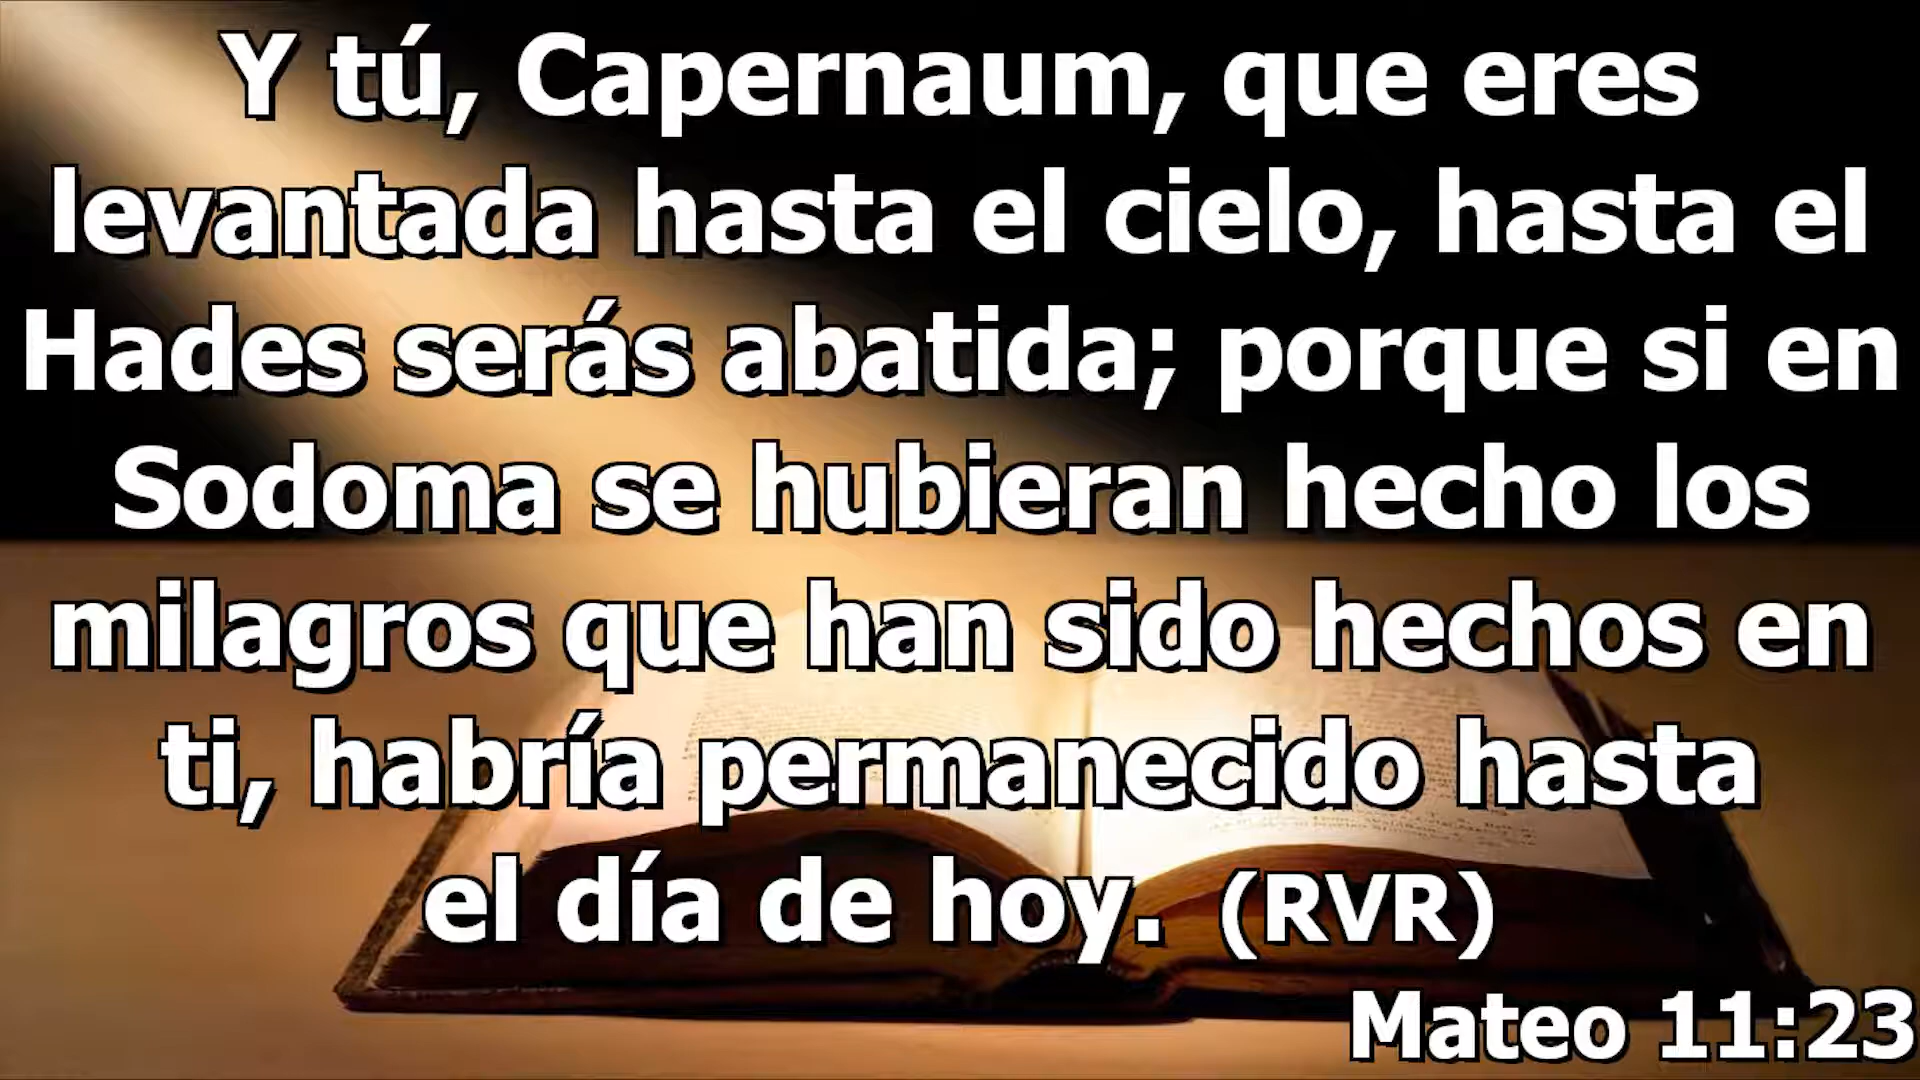 Y tú, Capernaum, que eres
levantada hasta el cielo, hasta el
Hades serás abatida; porque si en
Sodoma se hubieran hecho los
milagros que han sido hechos en
ti, habría permanecido hasta
el día de hoy. (RVR)
Mateo 11:23